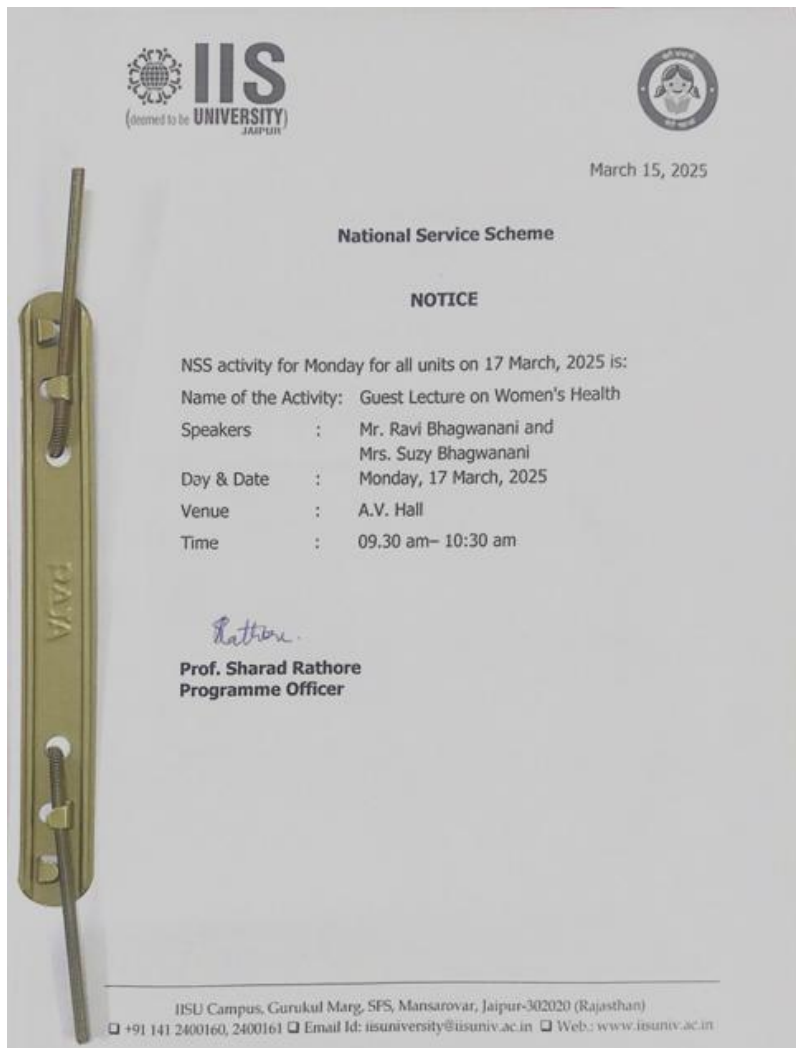 IIS
(deemed to be UNIVERSITY)
JAIPUR
March 15, 2025
National Service Scheme
NOTICE
NSS activity for Monday for all units on 17 March, 2025 is:
Name of the Activity: Guest Lecture on Women's Health
Speakers : Mr. Ravi Bhagwanani and
Mrs. Suzy Bhagwanani
Day & Date : Monday, 17 March, 2025
Venue : A.V. Hall
Time : 09.30 am– 10:30 am
Rathore.
Prof. Sharad Rathore
Programme Officer
RAJA
IISU Campus, Gurukul Marg, SFS, Mansarovar, Jaipur-302020 (Rajasthan)
❑ +91 141 2400160, 2400161 ❑ Email Id: iisuniversity@iisuniv.ac.in ❑ Web.: www.iisuniv.ac.in